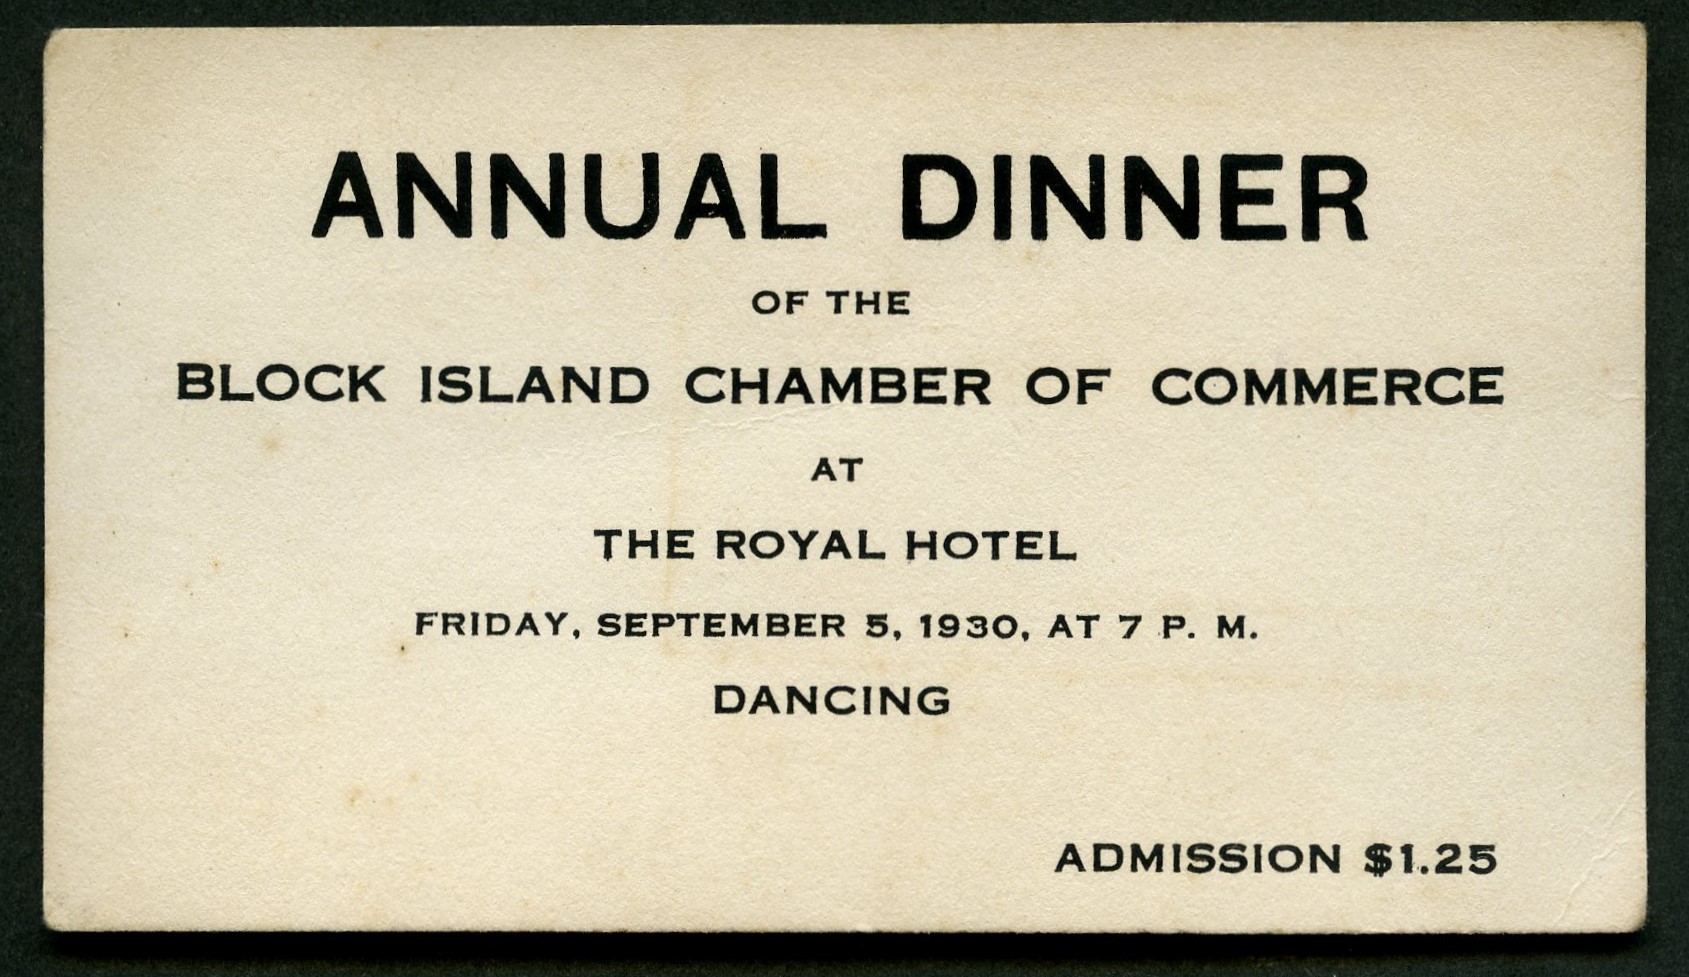 ANNUAL DINNER
OF THE
BLOCK ISLAND CHAMBER OF COMMERCE
AT
THE ROYAL HOTEL
FRIDAY, SEPTEMBER 5, 1930, AT 7 P. M.
DANCING
ADMISSION $1.25